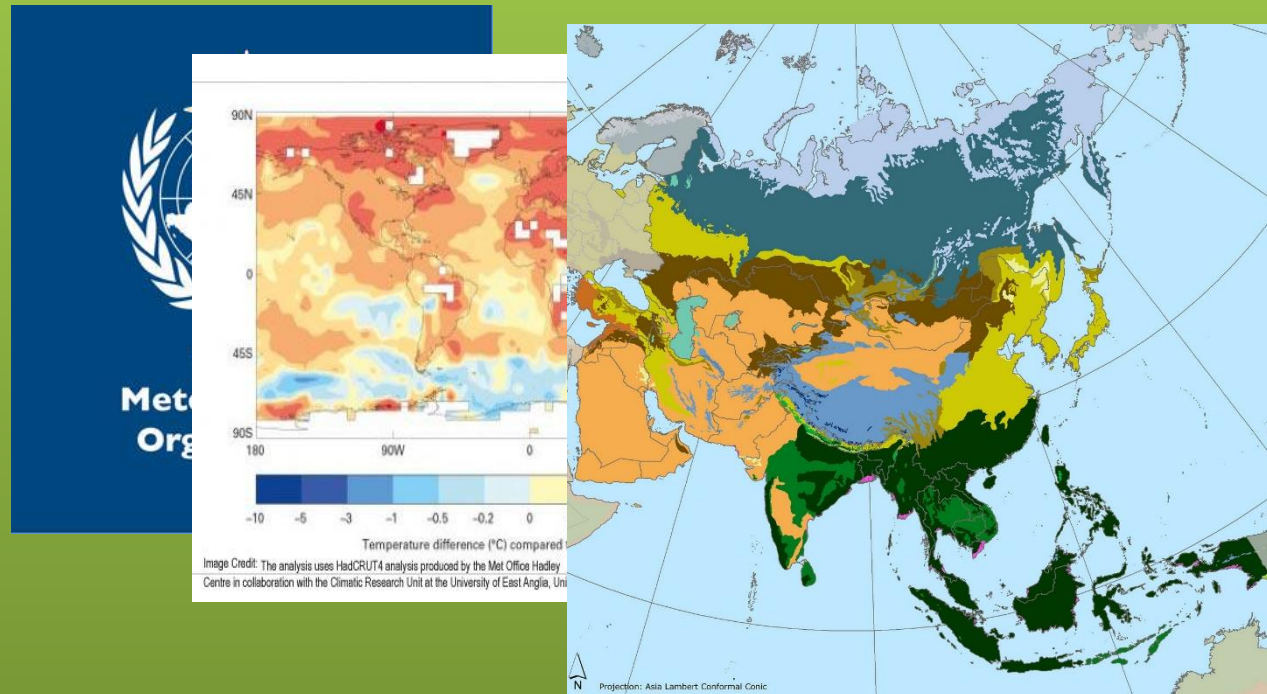 Met
Org
90N
45N
0
45S
90S
180
90W
0
-10
-5
-3
-1
-0.5
-0.2
0
Temperature difference (°C) compared
Image Credit: The analysis uses HadCRUT4 analysis produced by the Met Office Hadley
Centre in collaboration with the Climatic Research Unit at the University of East Anglia, Uni
N
Projection: Asia Lambert Conformal Conic